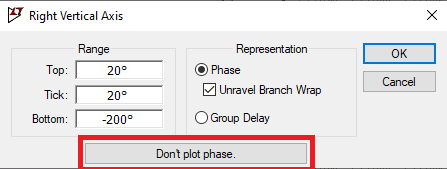 Right Vertical Axis
Range
Top: 20°
Tick: 20°
Bottom: -200°
Representation
Phase
Unravel Branch Wrap
Group Delay
OK
Cancel
Don't plot phase.